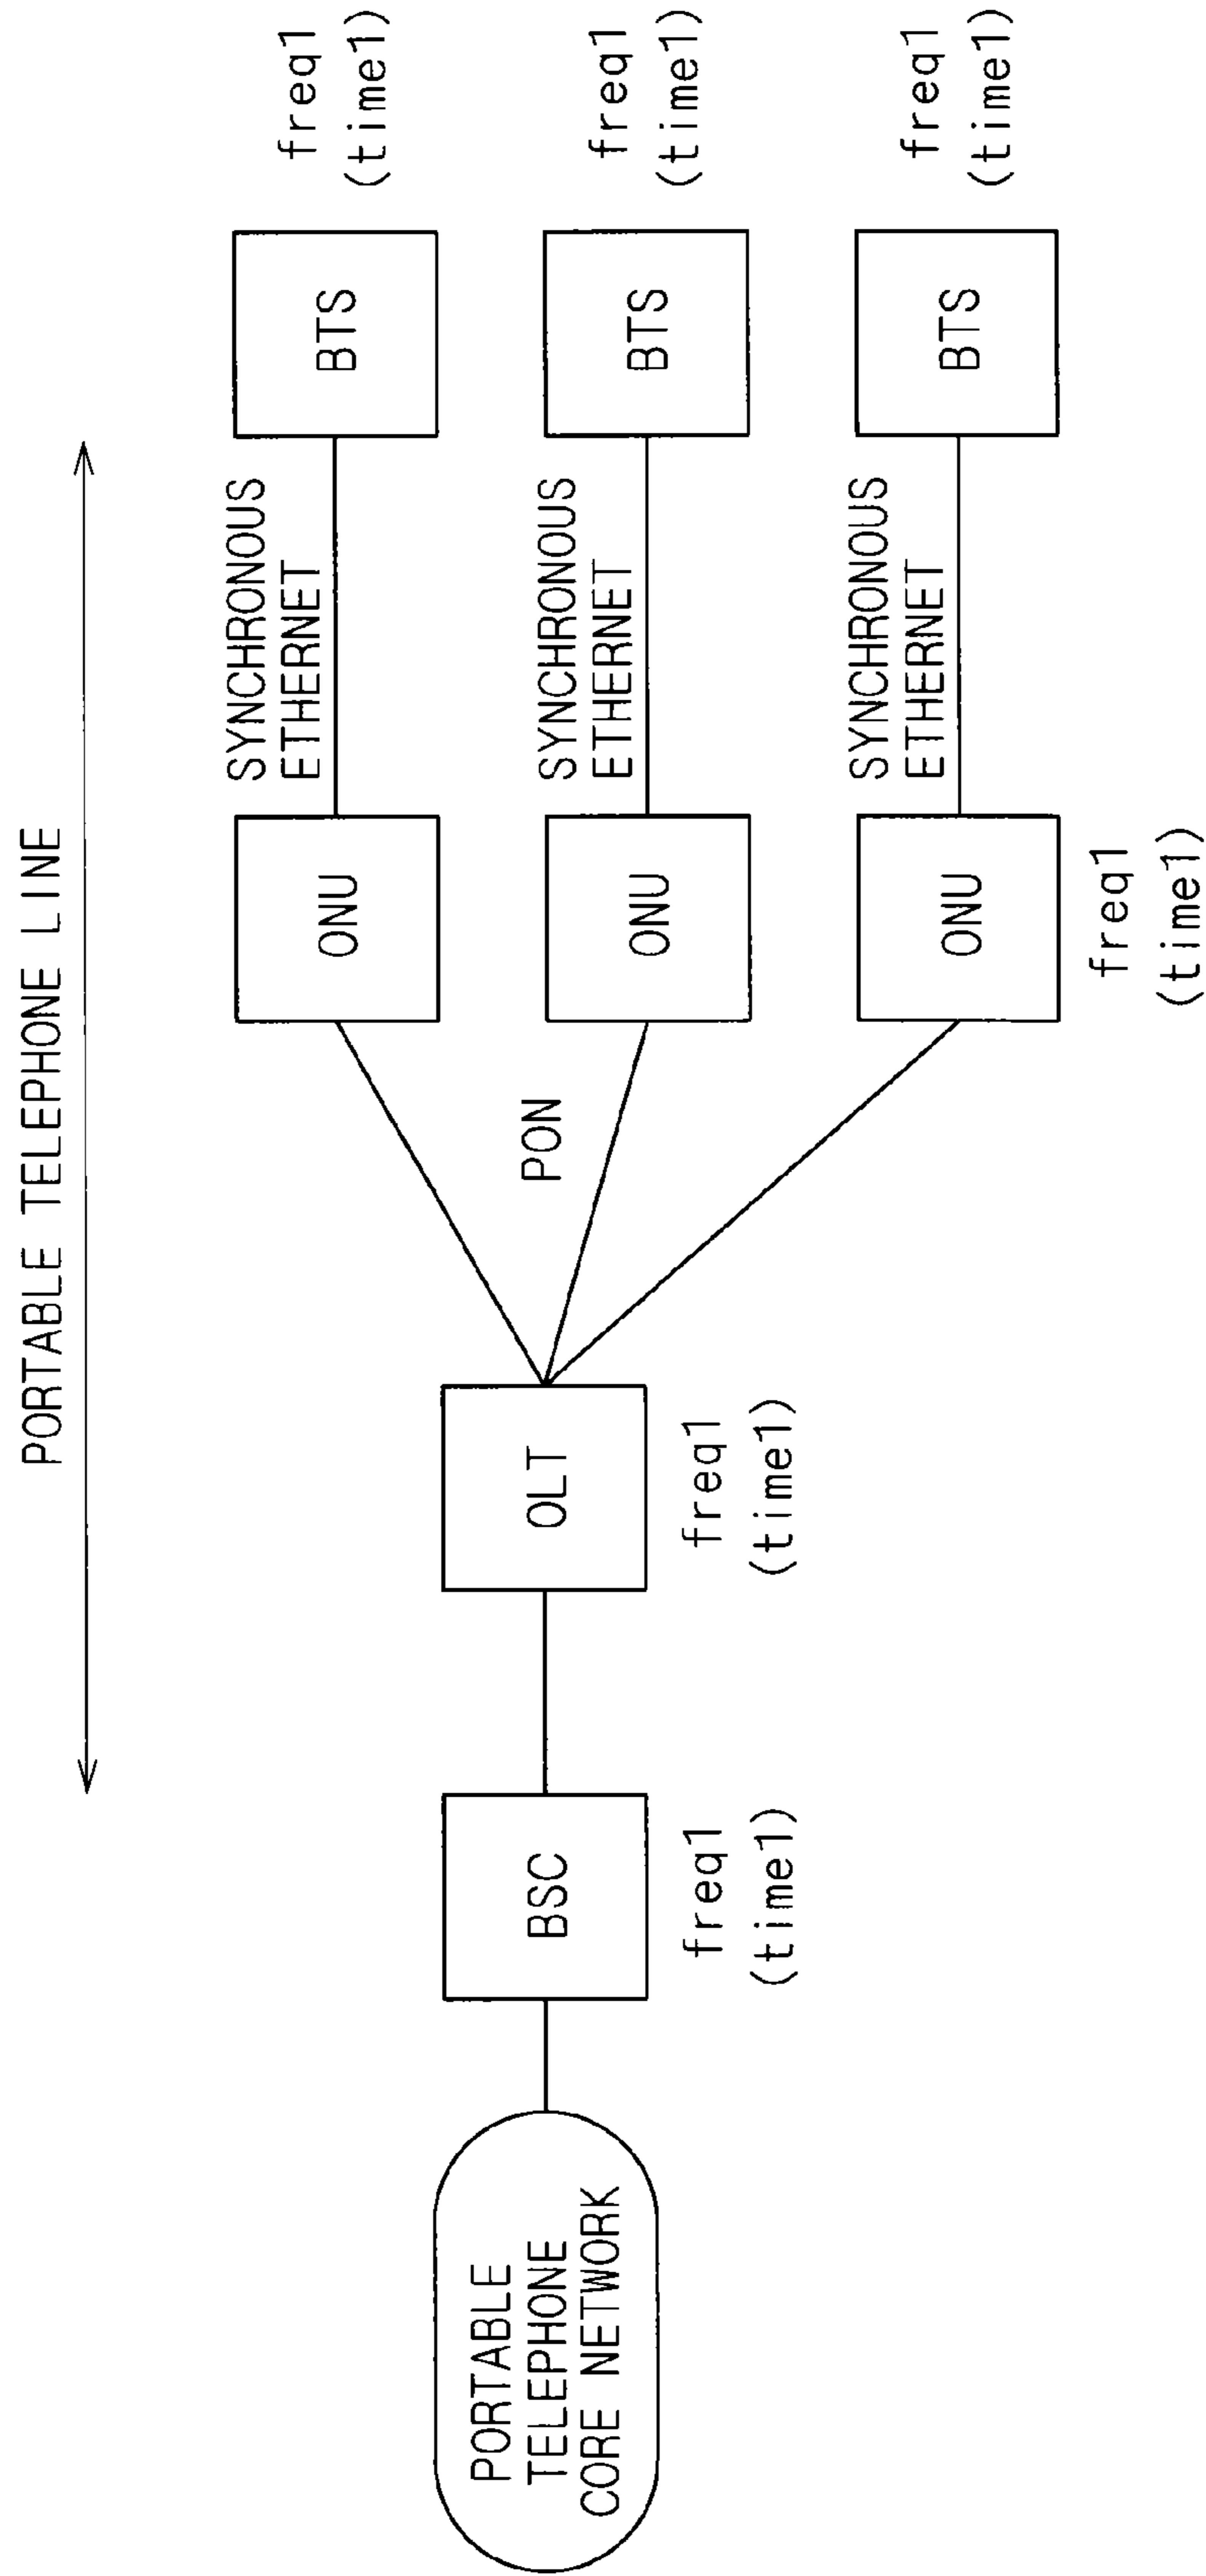 PORTABLE TELEPHONE LINE
PORTABLE
TELEPHONE
CORE NETWORK
BSC
freq1
(time1)
OLT
freq1
(time1)
PON
ONU
SYNCHRONOUS
ETHERNET
BTS
freq1
(time1)
ONU
SYNCHRONOUS
ETHERNET
BTS
freq1
(time1)
ONU
freq1
(time1)
SYNCHRONOUS
ETHERNET
BTS
freq1
(time1)